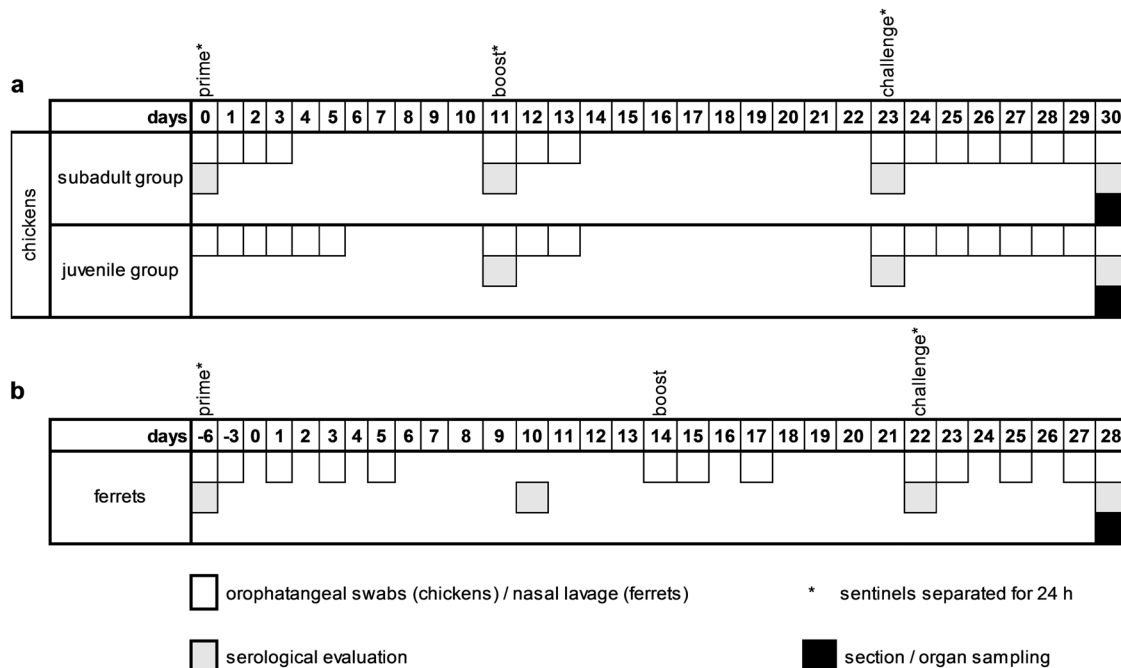 prime*
boost*
challenge*
a
days 0 1 2 3 4 5 6 7 8 9 10 11 12 13 14 15 16 17 18 19 20 21 22 23 24 25 26 27 28 29 30
chickens
subadult group
juvenile group
prime*
boost
challenge*
b
days -6 -3 0 1 2 3 4 5 6 7 8 9 10 11 12 13 14 15 16 17 18 19 20 21 22 23 24 25 26 27 28
ferrets
orophatangeal swabs (chickens) / nasal lavage (ferrets)
* sentinels separated for 24 h
serological evaluation
section / organ sampling